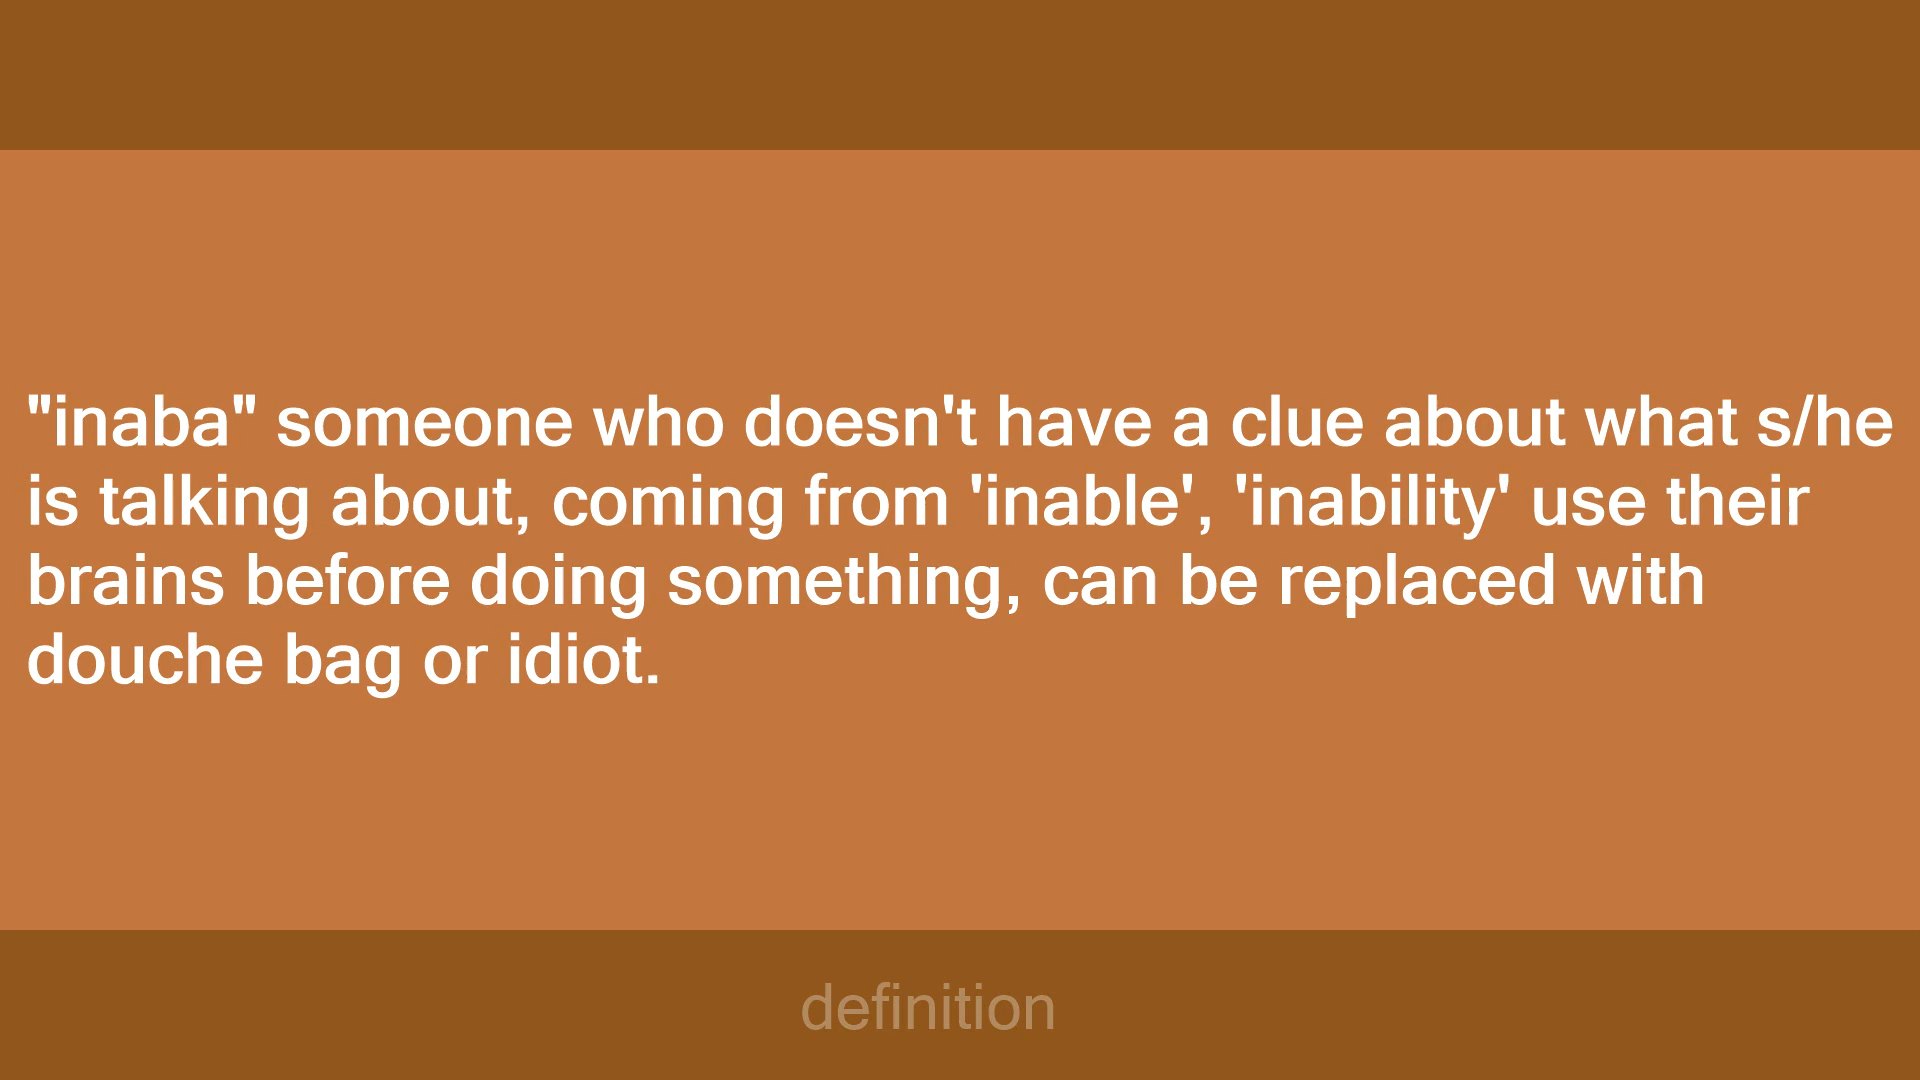 "inaba" someone who doesn't have a clue about what s/he
is talking about, coming from 'inable', 'inability' use their
brains before doing something, can be replaced with
douche bag or idiot.
definition